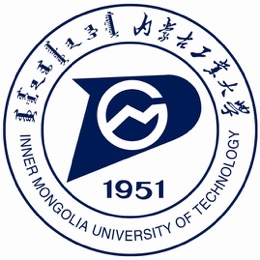 内蒙古工业大学
1951
INNER MONGOLIA UNIVERSITY OF TECHNOLOGY